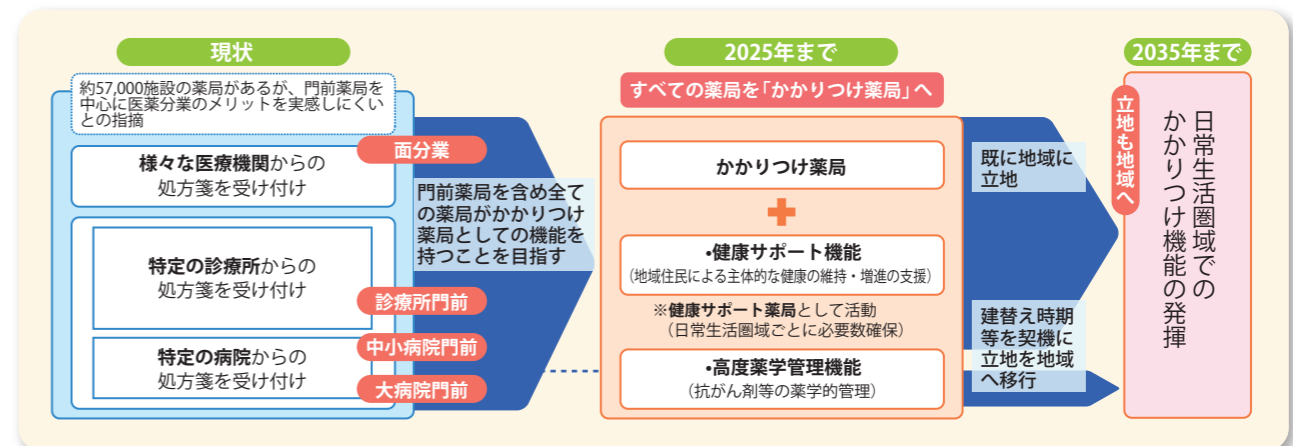 現状
約57,000施設の薬局があるが、門前薬局を
中心に医薬分業のメリットを実感しにくい
との指摘
面分業
様々な医療機関からの
処方箋を受け付け
特定の診療所からの
処方箋を受け付け
診療所門前
中小病院門前
特定の病院からの
処方箋を受け付け
大病院門前
門前薬局を含め全て
の薬局がかかりつけ
薬局としての機能を
持つことを目指す
2025年まで
すべての薬局を「かかりつけ薬局」へ
かかりつけ薬局
•健康サポート機能
(地域住民による主体的な健康の維持・増進の支援)
※健康サポート薬局として活動
(日常生活圏域ごとに必要数確保)
•高度薬学管理機能
(抗がん剤等の薬学的管理)
既に地域に
立地
建替え時期
等を契機に
立地を地域
へ移行
2035年まで
立地も地域へ
日常生活圏域での
かかりつけ機能の発揮